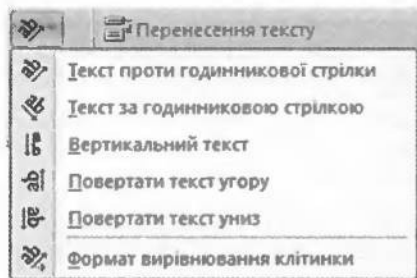 Перенесення тексту
Текст проти годинникової стрілки
Текст за годинниковою стрілкою
Вертикальний текст
Повертати текст угору
Повертати текст униз
Формат вирівнювання клітинки